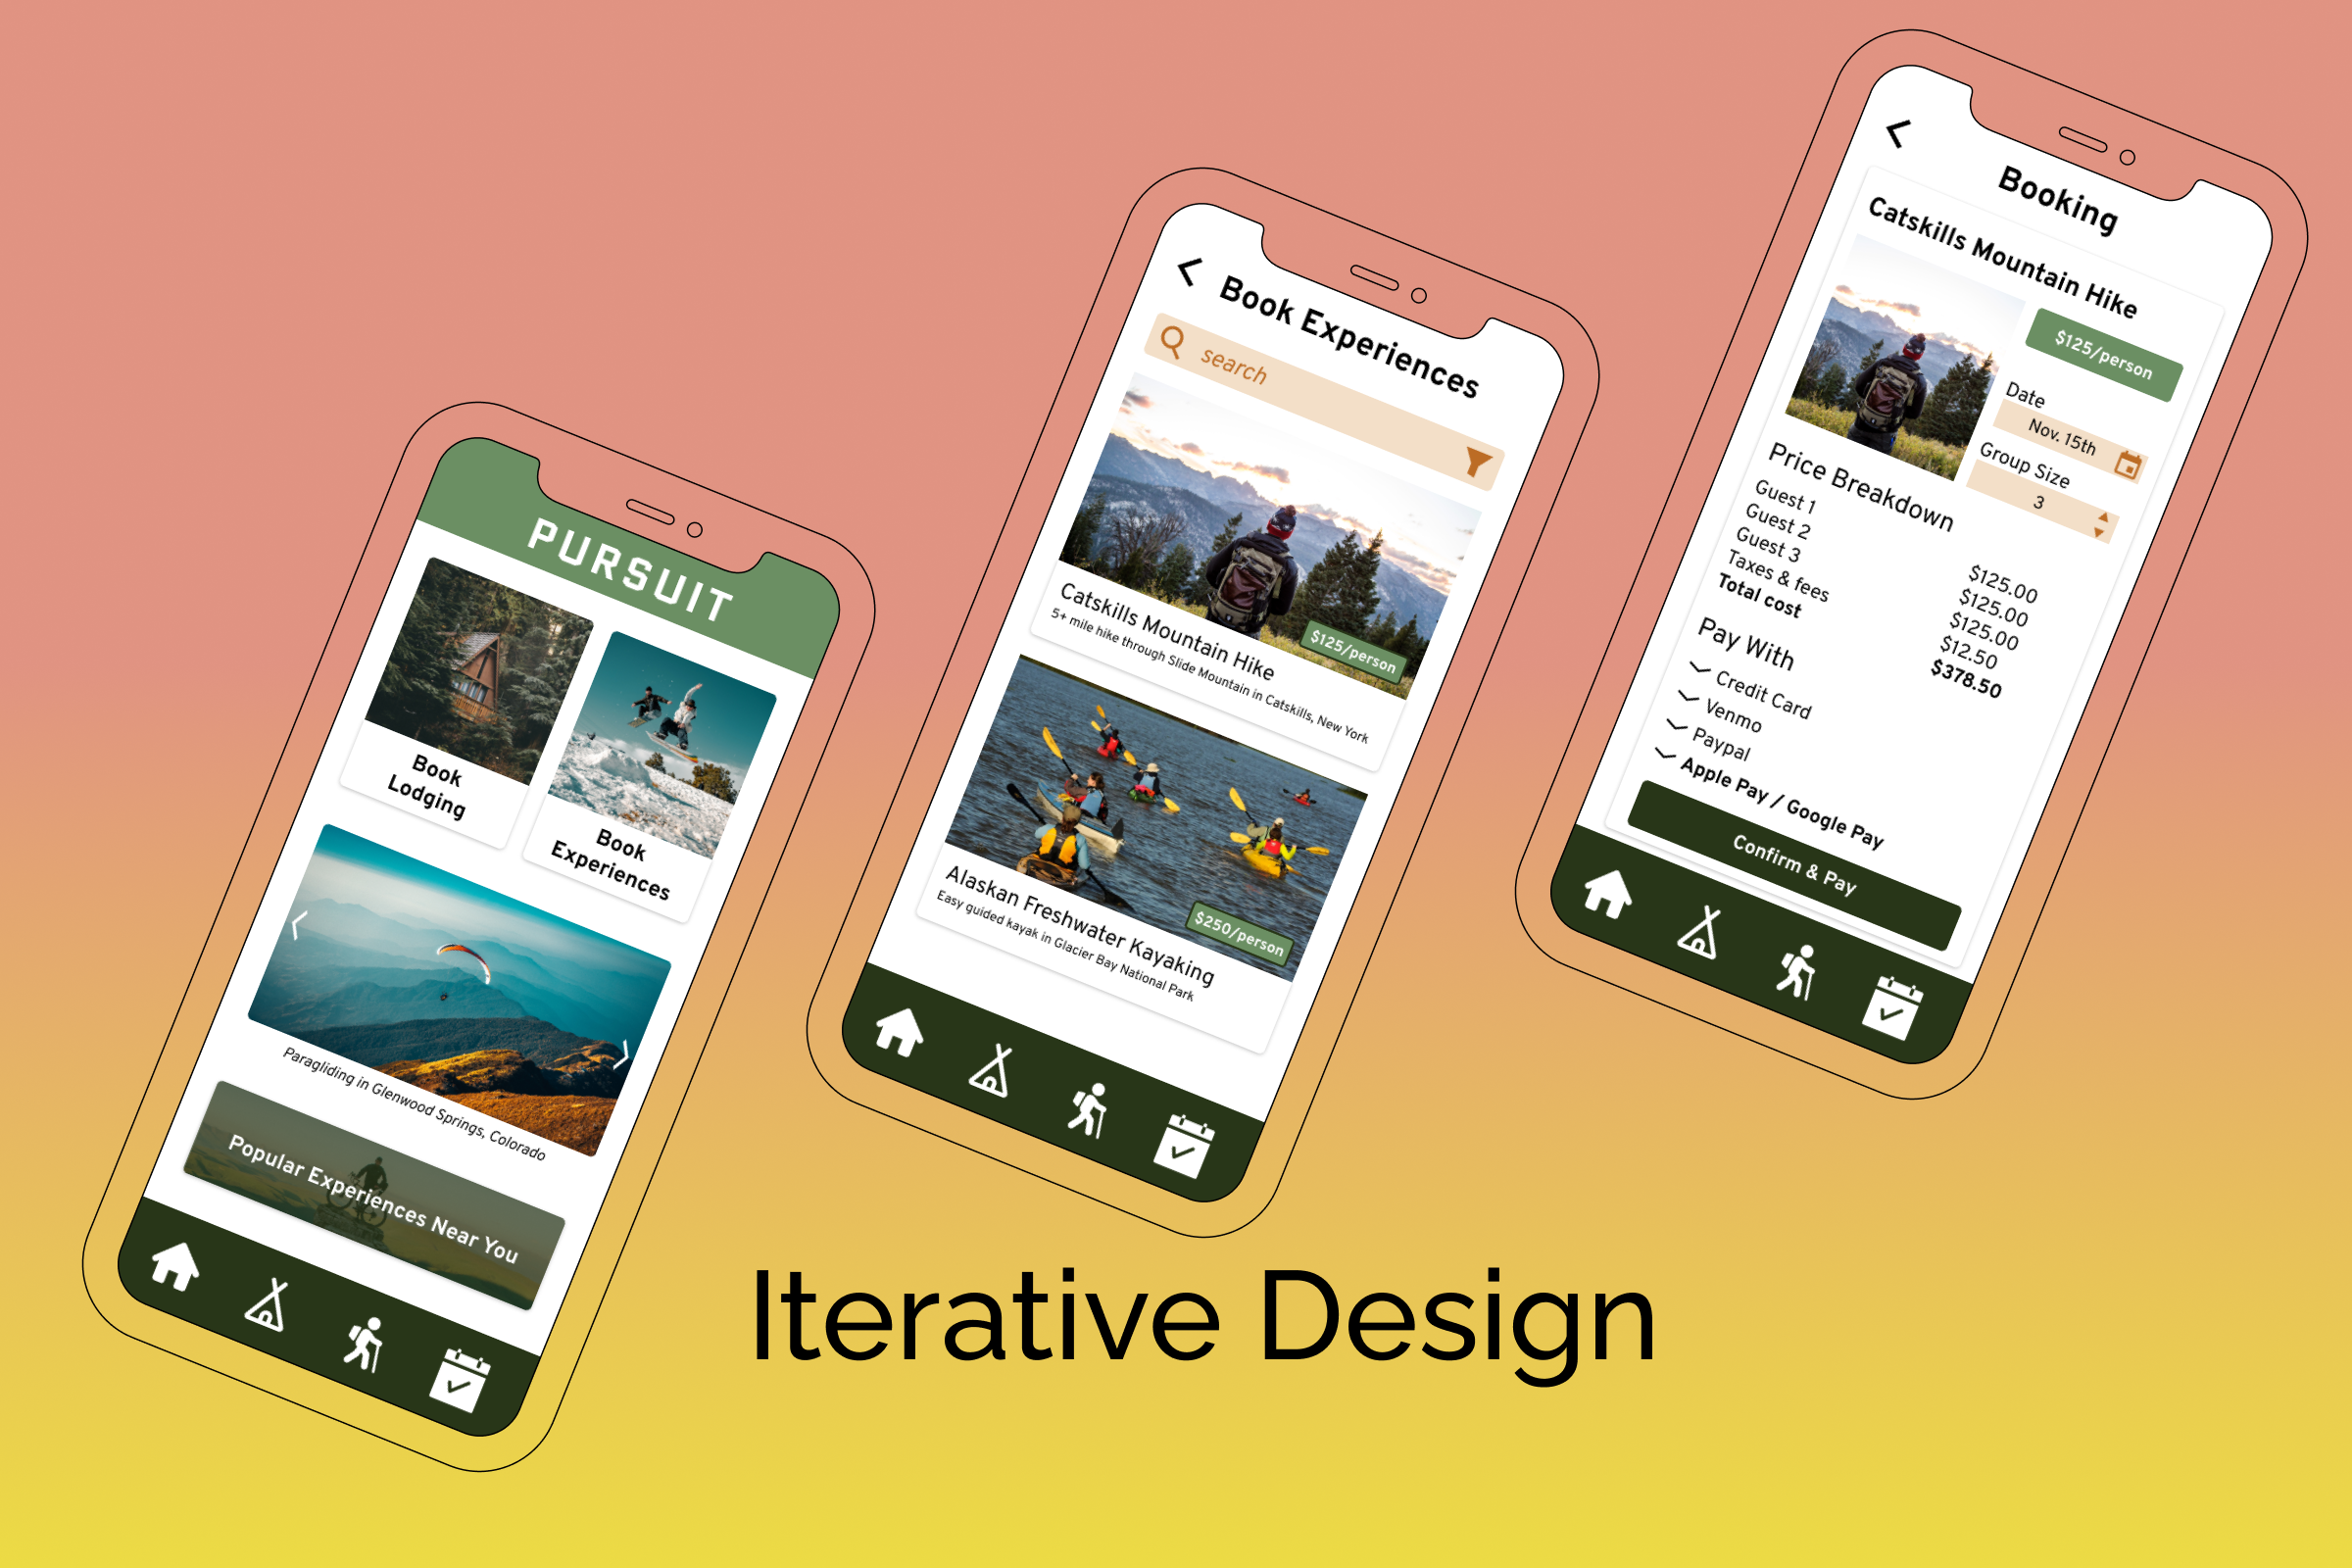 PURSUIT
Book
Lodging
Book
Experiences
Paragliding in Glenwood Springs, Colorado
Popular Experiences Near You
Book Experiences
search
$125/person
Catskills Mountain Hike
5+ mile hike through Slide Mountain in Catskills, New York
$250/person
Alaskan Freshwater Kayaking
Easy guided kayak in Glacier Bay National Park
Booking
Catskills Mountain Hike
$125/person
Date
Nov. 15th
Group Size
3
Price Breakdown
Guest 1 $125.00
Guest 2 $125.00
Guest 3 $125.00
Taxes & fees $12.50
Total cost $378.50
Pay With
Credit Card
Venmo
Paypal
Apple Pay / Google Pay
Confirm & Pay
Iterative Design